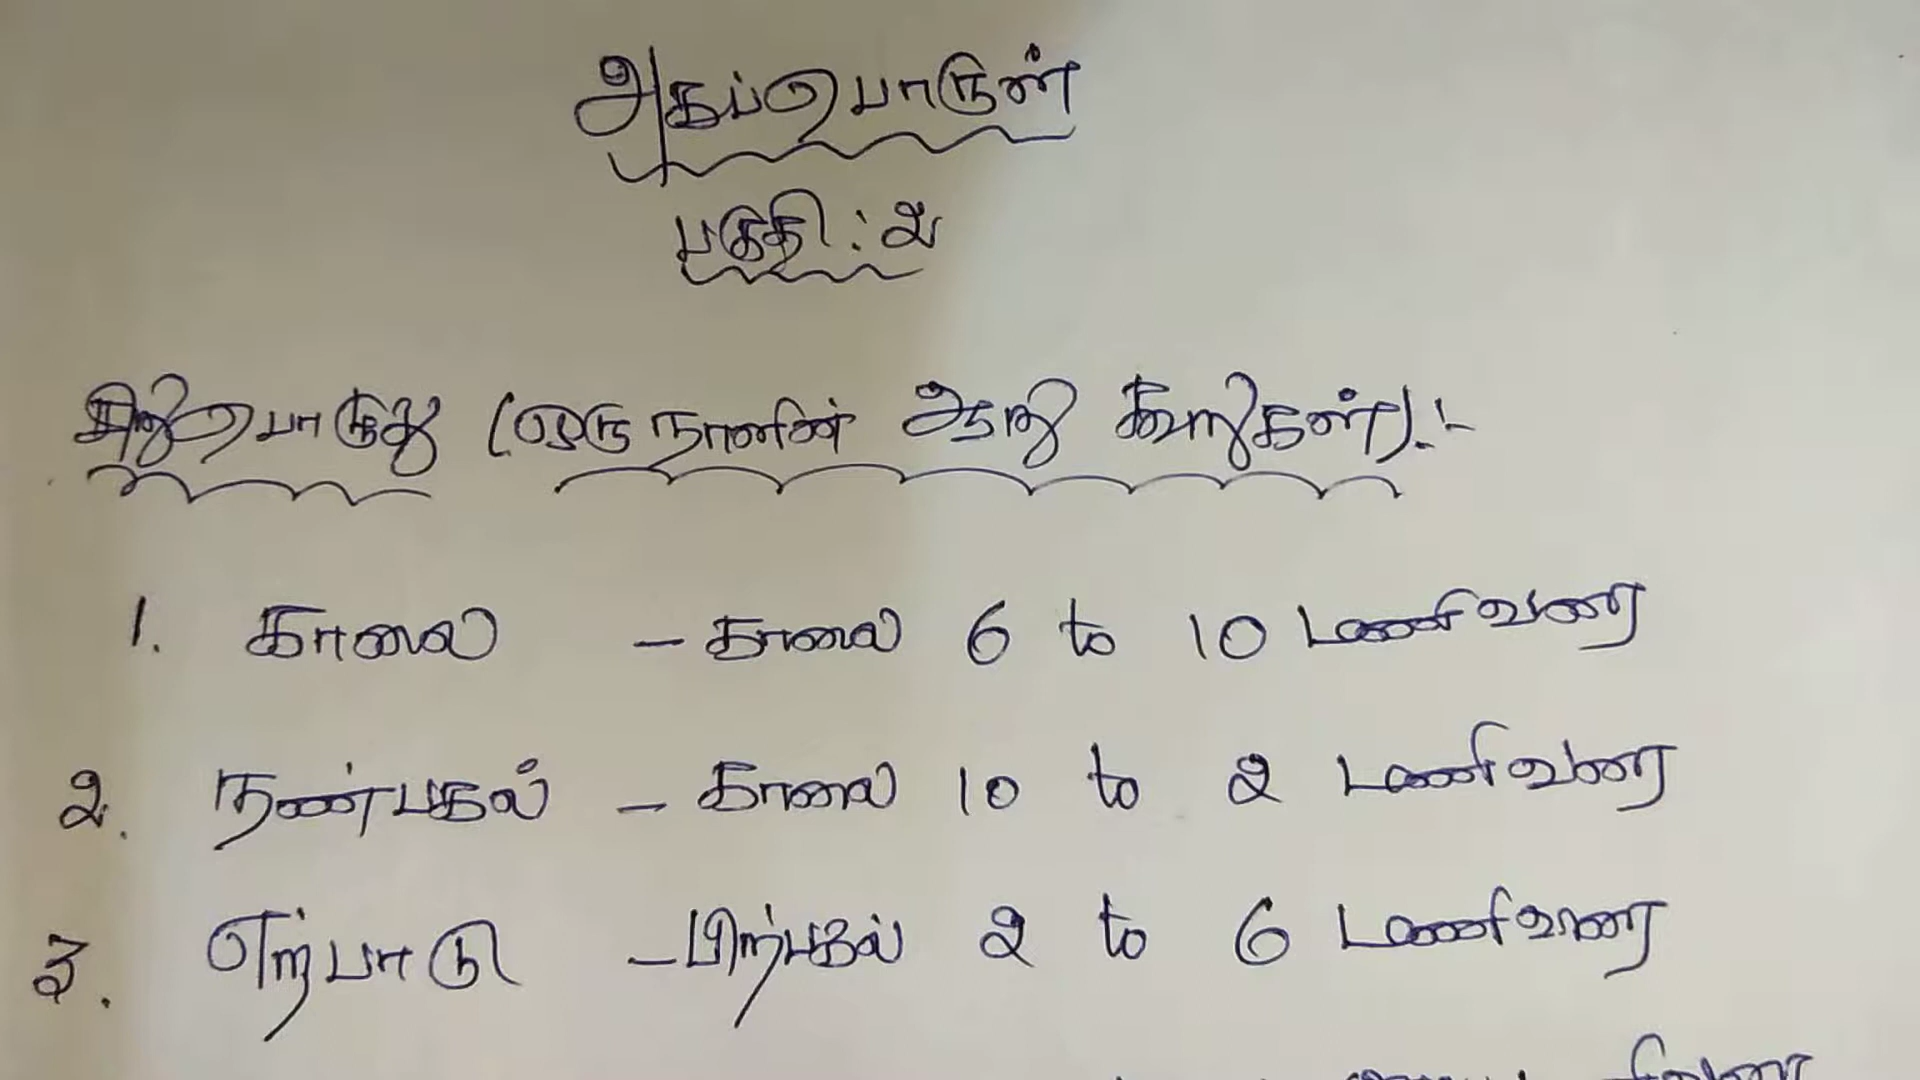 அகப்பொருள்
பகுதி : 2
சிறுபொழுது (ஒரு நாளின் ஆறு கூறுகள்) :-
1. காலை - காலை 6 to 10 மணிவரை
2. நண்பகல் - காலை 10 to 2 மணிவரை
3. எற்பாடு - பிற்பகல் 2 to 6 மணிவரை